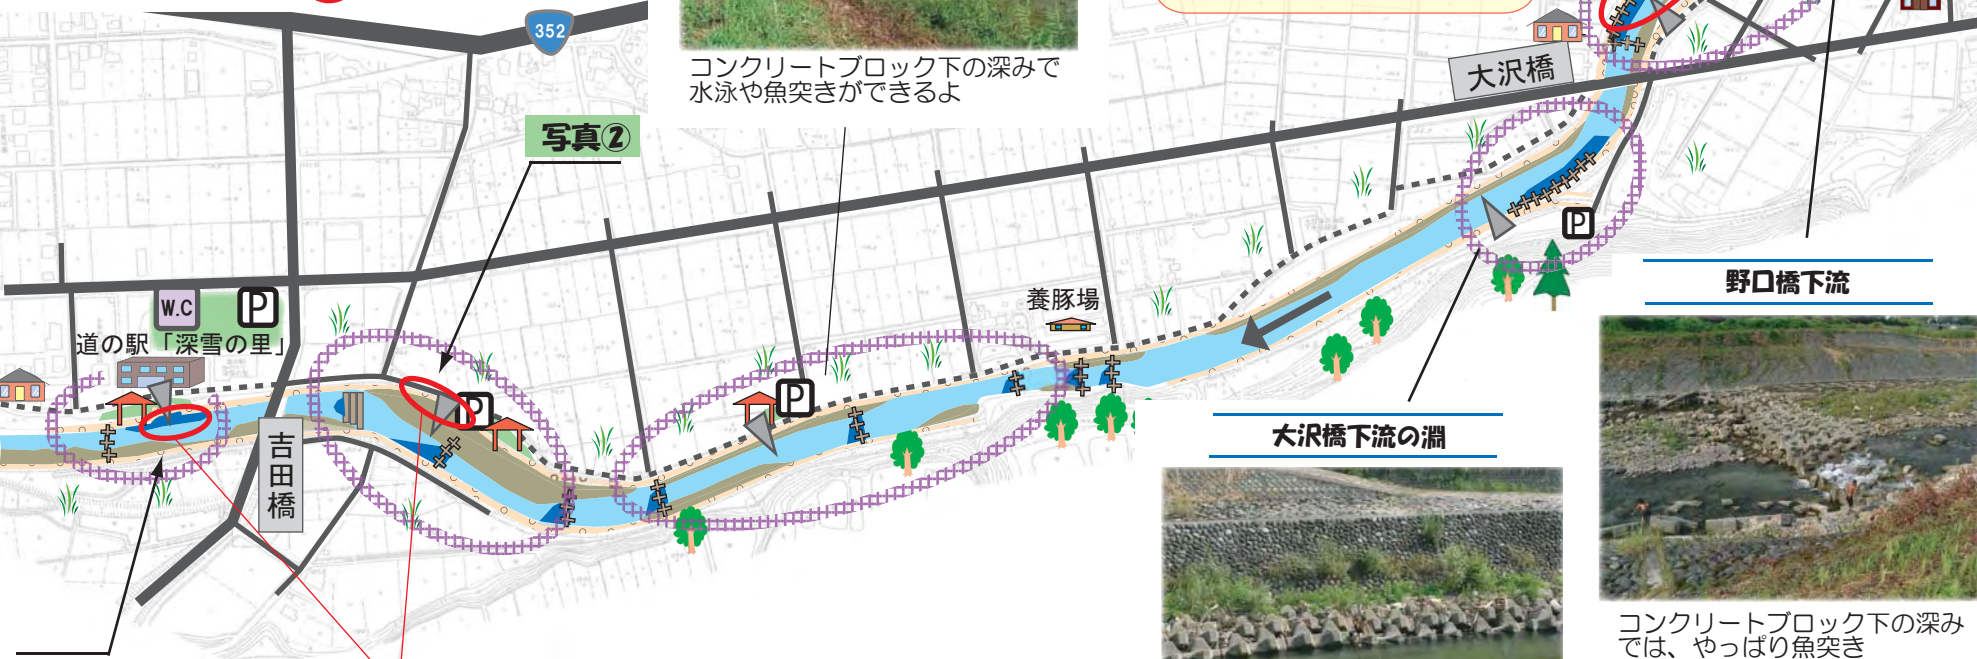 352
コンクリートブロック下の深みで
水泳や魚突きができるよ
大沢橋
写真②
P
養豚場
W.C
P
道の駅「深雪の里」
野口橋下流
P
P
大沢橋下流の淵
吉田橋
コンクリートブロック下の深み
では、やっぱり魚突き